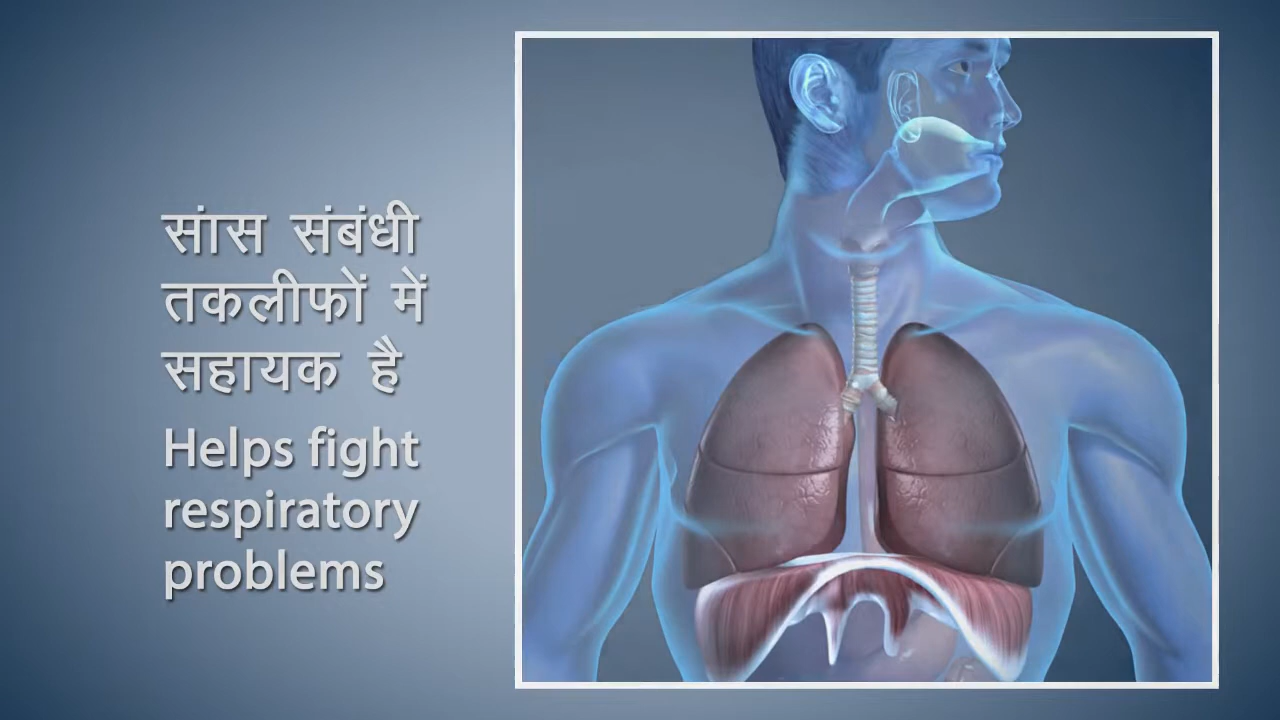 सांस संबंधी
तकलीफों में
सहायक है
Helps fight
respiratory
problems